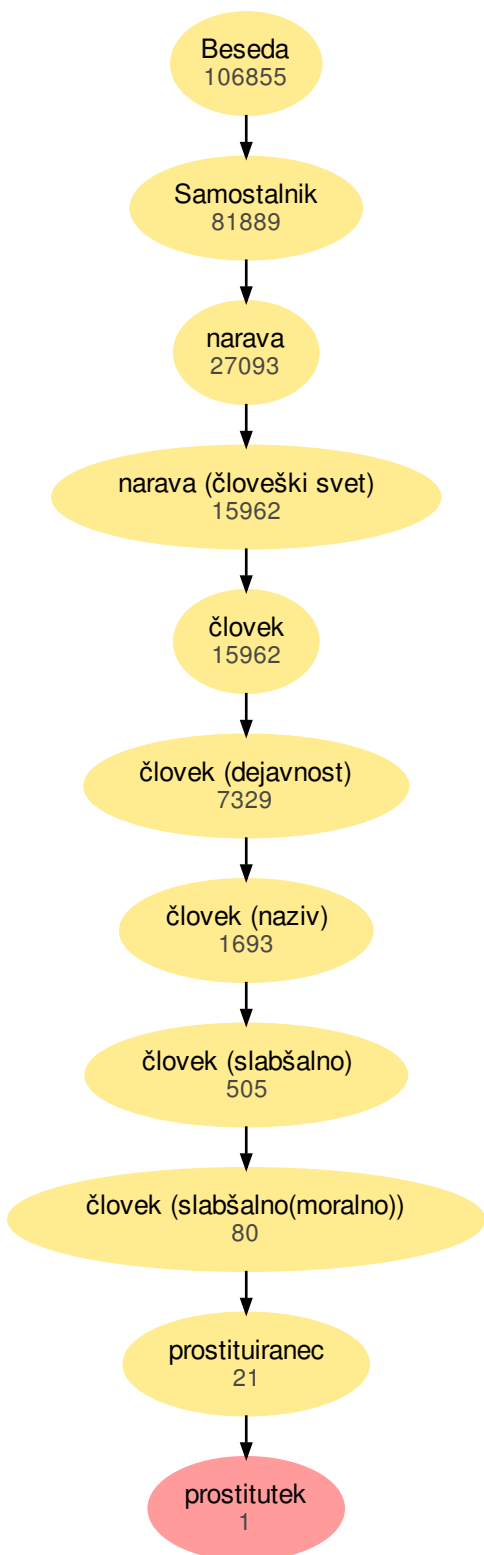 Beseda
106855
Samostalnik
81889
narava
27093
narava (človeški svet)
15962
človek
15962
človek (dejavnost)
7329
človek (naziv)
1693
človek (slabšalno)
505
človek (slabšalno(moralno))
80
prostituiranec
21
prostitutek
1